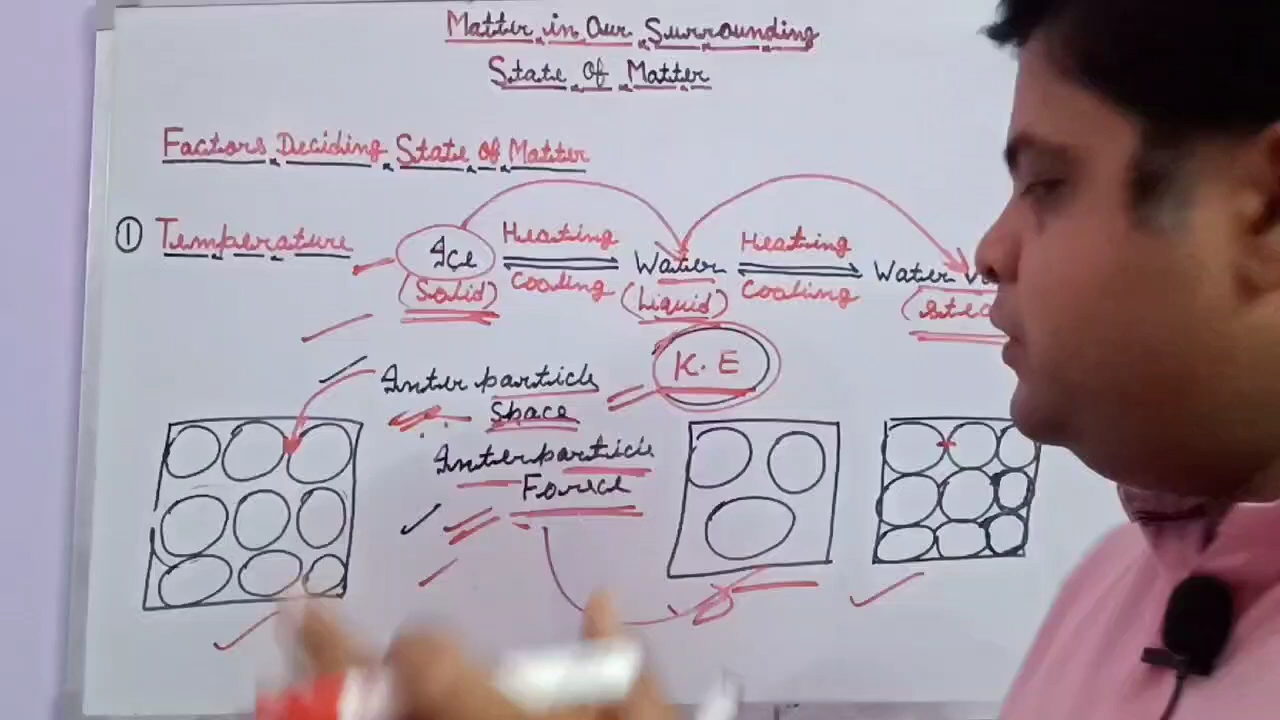 Matter in Our Surrounding
State Of Matter
Factors Deciding State of Matter
① Temperature
Ice Heating Water Heating Water
(Solid) Cooling (Liquid) Cooling
K.E
Inter particle
Space
Interparticle
Force